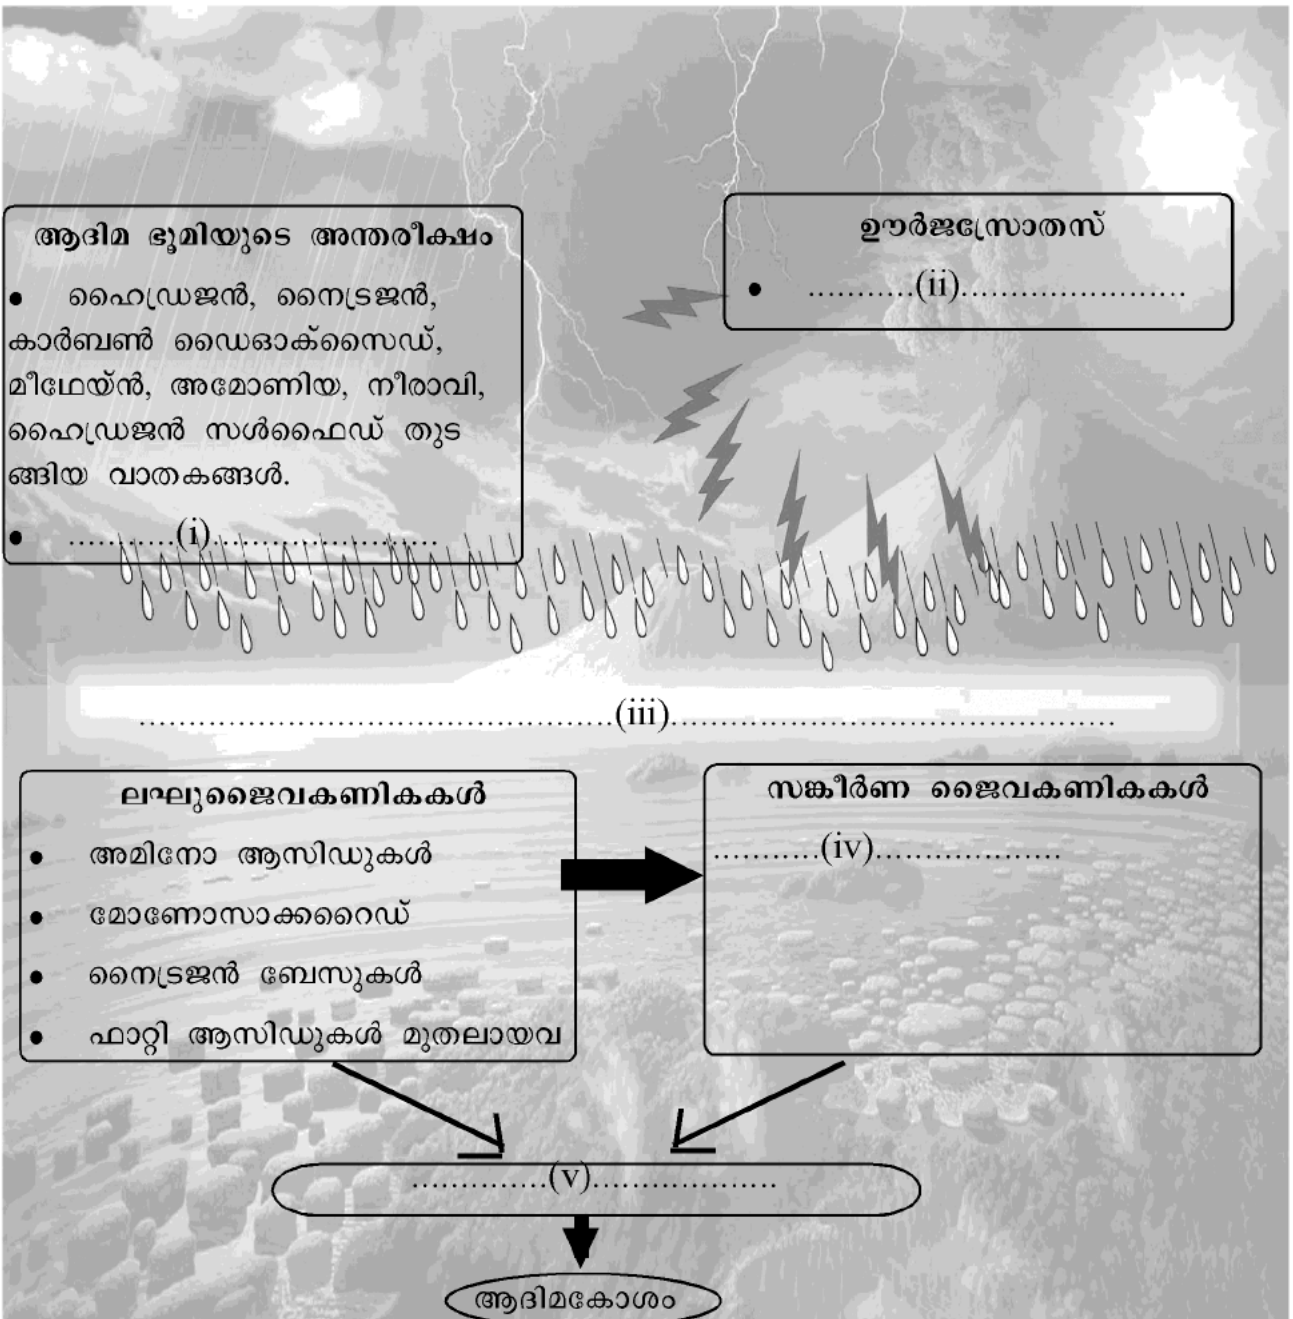 ആദിമ ഭൂമിയുടെ അന്തരീക്ഷം
● ഹൈഡ്രജൻ, നൈട്രജൻ,
കാർബൺ ഡൈഓക്സൈഡ്,
മീഥേയ്ൻ, അമോണിയ, നീരാവി,
ഹൈഡ്രജൻ സൾഫൈഡ് തുട
ങ്ങിയ വാതകങ്ങൾ.
● ...........(i).......................
ഊർജസ്രോതസ്
● ...........(ii).......................
................................................(iii).............................................
ലഘുജൈവകണികകൾ
● അമിനോ ആസിഡുകൾ
● മോണോസാക്കറൈഡ്
● നൈട്രജൻ ബേസുകൾ
● ഫാറ്റി ആസിഡുകൾ മുതലായവ
സങ്കീർണ ജൈവകണികകൾ
...........(iv)...................
..............(v)...................
ആദിമകോശം